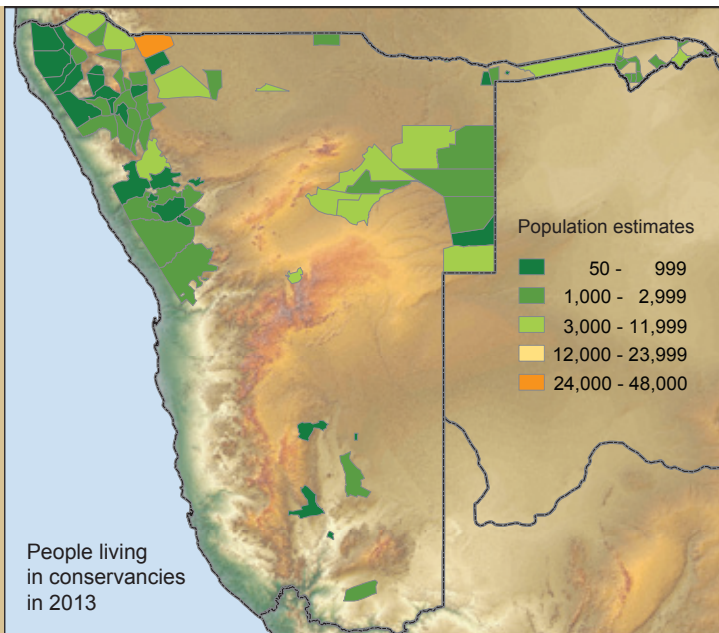 Population estimates
50 - 999
1,000 - 2,999
3,000 - 11,999
12,000 - 23,999
24,000 - 48,000
People living
in conservancies
in 2013